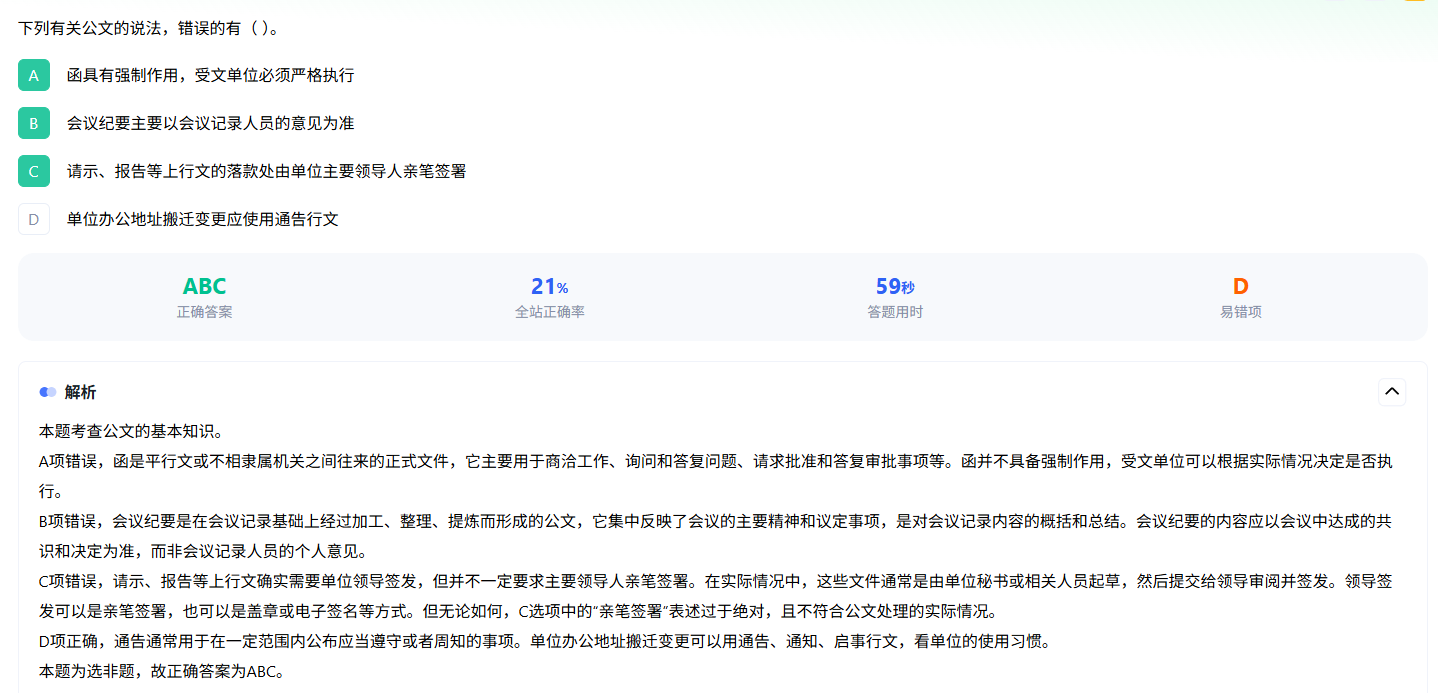 下列有关公文的说法，错误的有（ ）。
A 函具有强制作用，受文单位必须严格执行
B 会议纪要主要以会议记录人员的意见为准
C 请示、报告等上行文的落款处由单位主要领导人亲笔签署
D 单位办公地址搬迁变更应使用通告行文
ABC 21% 59秒 D
正确答案 全站正确率 答题用时 易错项
解析
本题考查公文的基本知识。
A项错误，函是平行文或不相隶属机关之间往来的正式文件，它主要用于商洽工作、询问和答复问题、请求批准和答复审批事项等。函并不具备强制作用，受文单位可以根据实际情况决定是否执
行。
B项错误，会议纪要是在会议记录基础上经过加工、整理、提炼而形成的公文，它集中反映了会议的主要精神和议定事项，是对会议记录内容的概括和总结。会议纪要的内容应以会议中达成的共
识和决定为准，而非会议记录人员的个人意见。
C项错误，请示、报告等上行文确实需要单位领导签发，但并不一定要求主要领导人亲笔签署。在实际情况中，这些文件通常是由单位秘书或相关人员起草，然后提交给领导审阅并签发。领导签
发可以是亲笔签署，也可以是盖章或电子签名等方式。但无论如何，C选项中的“亲笔签署”表述过于绝对，且不符合公文处理的实际情况。
D项正确，通告通常用于在一定范围内公布应当遵守或者周知的事项。单位办公地址搬迁变更可以用通告、通知、启事行文，看单位的使用习惯。
本题为选非题，故正确答案为ABC。